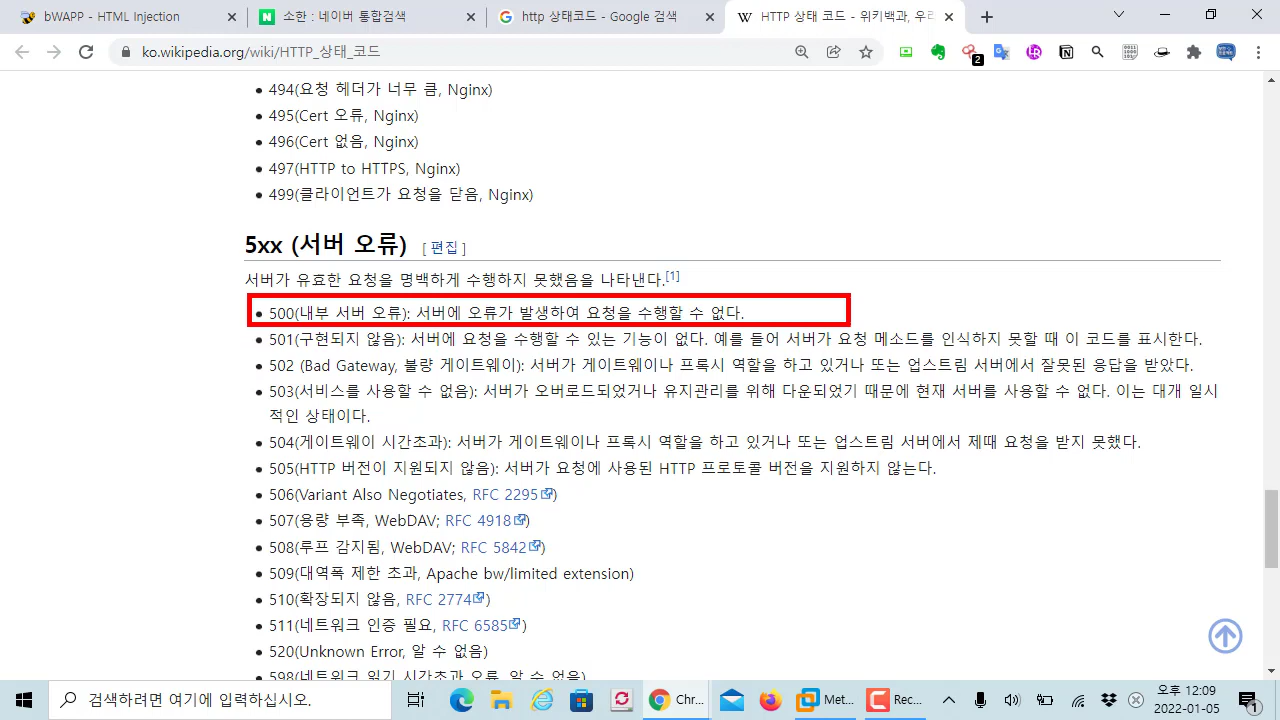 bWAPP - HTML Injection
소한 : 네이버 통합검색
http 상태코드 - Google 검색
HTTP 상태 코드 - 위키백과, 우리
ko.wikipedia.org/wiki/HTTP_상태_코드
2
494(요청 헤더가 너무 큼, Nginx)
495(Cert 오류, Nginx)
496(Cert 없음, Nginx)
497(HTTP to HTTPS, Nginx)
499(클라이언트가 요청을 닫음, Nginx)
5xx (서버 오류) [ 편집 ]
서버가 유효한 요청을 명백하게 수행하지 못했음을 나타낸다.[1]
500(내부 서버 오류): 서버에 오류가 발생하여 요청을 수행할 수 없다.
501(구현되지 않음): 서버에 요청을 수행할 수 있는 기능이 없다. 예를 들어 서버가 요청 메소드를 인식하지 못할 때 이 코드를 표시한다.
502 (Bad Gateway, 불량 게이트웨이): 서버가 게이트웨이나 프록시 역할을 하고 있거나 또는 업스트림 서버에서 잘못된 응답을 받았다.
503(서비스를 사용할 수 없음): 서버가 오버로드되었거나 유지관리를 위해 다운되었기 때문에 현재 서버를 사용할 수 없다. 이는 대개 일시
적인 상태이다.
504(게이트웨이 시간초과): 서버가 게이트웨이나 프록시 역할을 하고 있거나 또는 업스트림 서버에서 제때 요청을 받지 못했다.
505(HTTP 버전이 지원되지 않음): 서버가 요청에 사용된 HTTP 프로토콜 버전을 지원하지 않는다.
506(Variant Also Negotiates, RFC 2295)
507(용량 부족, WebDAV; RFC 4918)
508(루프 감지됨, WebDAV; RFC 5842)
509(대역폭 제한 초과, Apache bw/limited extension)
510(확장되지 않음, RFC 2774)
511(네트워크 인증 필요, RFC 6585)
520(Unknown Error, 알 수 없음)
598(네트워크 읽기 시간초과 오류, 알 수 없음)
검색하려면 여기에 입력하십시오.
Chr...
Met...
Rec...
오후 12:09
2022-01-05
1